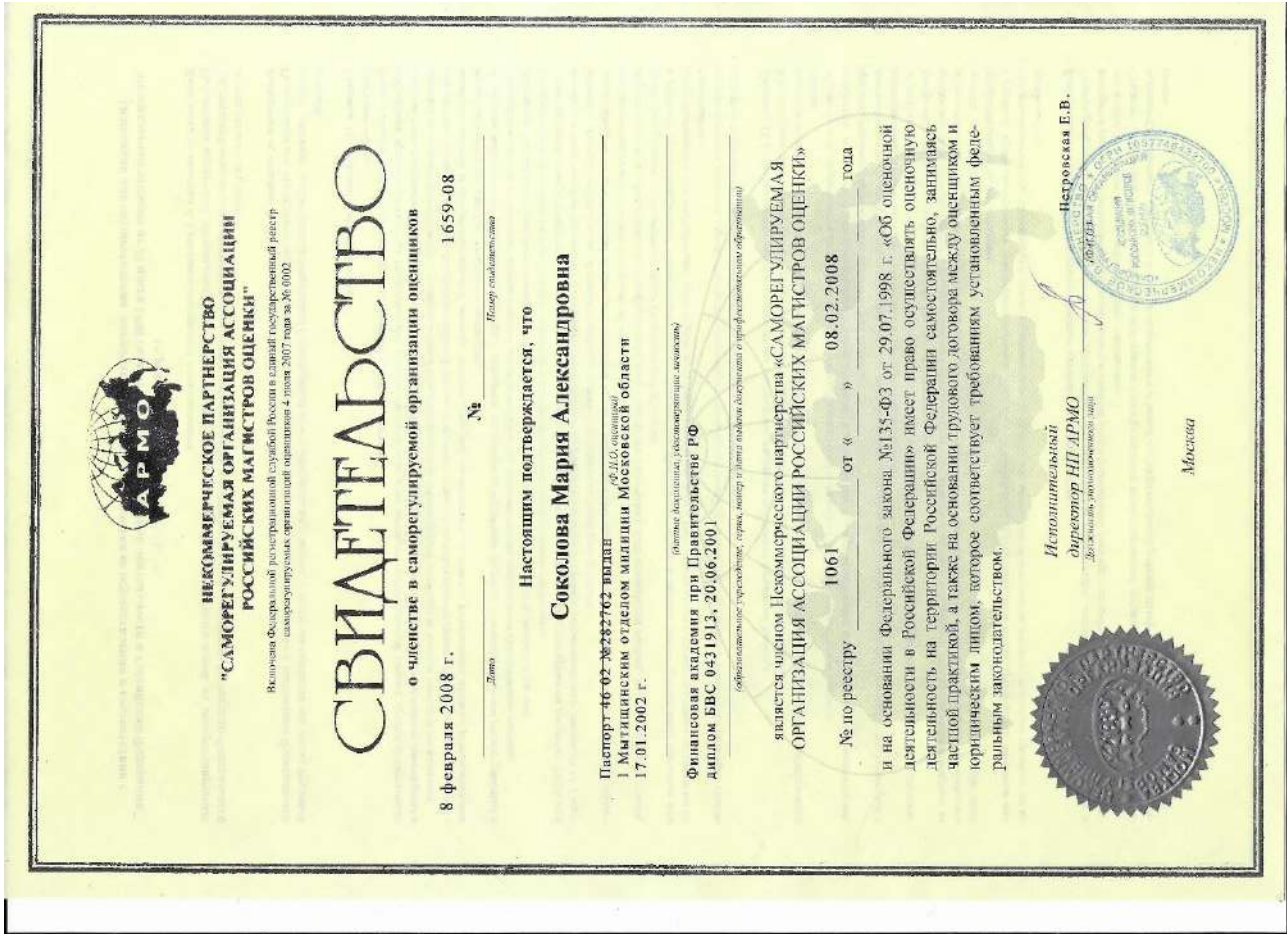 АРМО
НЕКОММЕРЧЕСКОЕ ПАРТНЕРСТВО
"САМОРЕГУЛИРУЕМАЯ ОРГАНИЗАЦИЯ АССОЦИАЦИИ
РОССИЙСКИХ МАГИСТРОВ ОЦЕНКИ"
Включена Федеральной регистрационной службой России в единый государственный реестр
саморегулируемых организаций оценщиков 4 июля 2007 года за № 0002
СВИДЕТЕЛЬСТВО
о членстве в саморегулируемой организации оценщиков
8 февраля 2008 г. № 1659-08
Дата Номер свидетельства
Настоящим подтверждается, что
Соколова Мария Александровна
(Ф.И.О. оценщика)
Паспорт 46 02 №282762 выдан
1 Мытищинским отделом милиции Московской области
17.01.2002 г.
(данные документа, удостоверяющие личность)
Финансовая академия при Правительстве РФ
диплом БВС 0431913, 20.06.2001
(образовательное учреждение, серия, номер и дата выдачи документа о профессиональном образовании)
является членом Некоммерческого партнерства «САМОРЕГУЛИРУЕМАЯ
ОРГАНИЗАЦИЯ АССОЦИАЦИИ РОССИЙСКИХ МАГИСТРОВ ОЦЕНКИ»
№ по реестру 1061 от « » 08.02.2008 года
и на основании Федерального закона №135-ФЗ от 29.07.1998 г. «Об оценочной
деятельности в Российской Федерации» имеет право осуществлять оценочную
деятельность на территории Российской Федерации самостоятельно, занимаясь
частной практикой, а также на основании трудового договора между оценщиком и
юридическим лицом, которое соответствует требованиям установленным феде-
ральным законодательством.
Исполнительный
директор НП АРМО
Должность уполномоченного лица
Петровская Е.В.
Москва